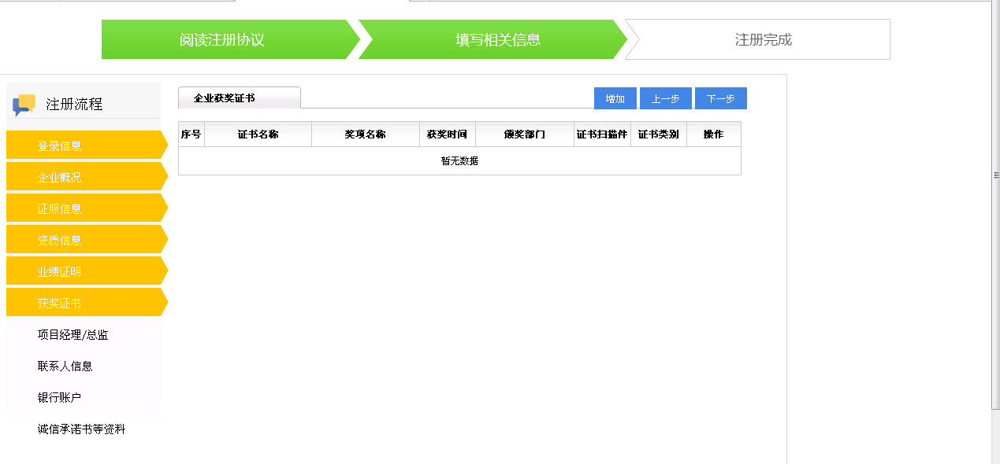 阅读注册协议 填写相关信息 注册完成
注册流程
登录信息
企业概况
证照信息
资质信息
业绩证明
获奖证书
项目经理/总监
联系人信息
银行账户
诚信承诺书等资料
企业获奖证书 增加 上一步 下一步
序号 证书名称 奖项名称 获奖时间 颁奖部门 证书扫描件 证书类别 操作
暂无数据